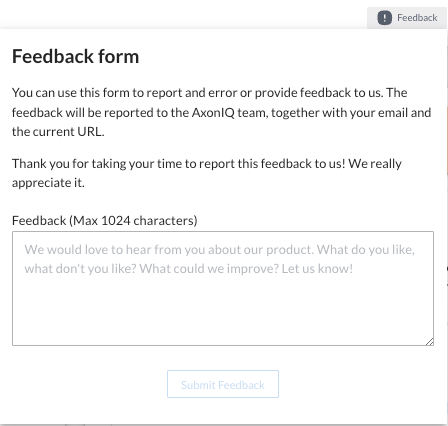 Feedback
Feedback form
You can use this form to report and error or provide feedback to us. The
feedback will be reported to the AxonIQ team, together with your email and
the current URL.
Thank you for taking your time to report this feedback to us! We really
appreciate it.
Feedback (Max 1024 characters)
We would love to hear from you about our product. What do you like,
what don't you like? What could we improve? Let us know!
Submit Feedback